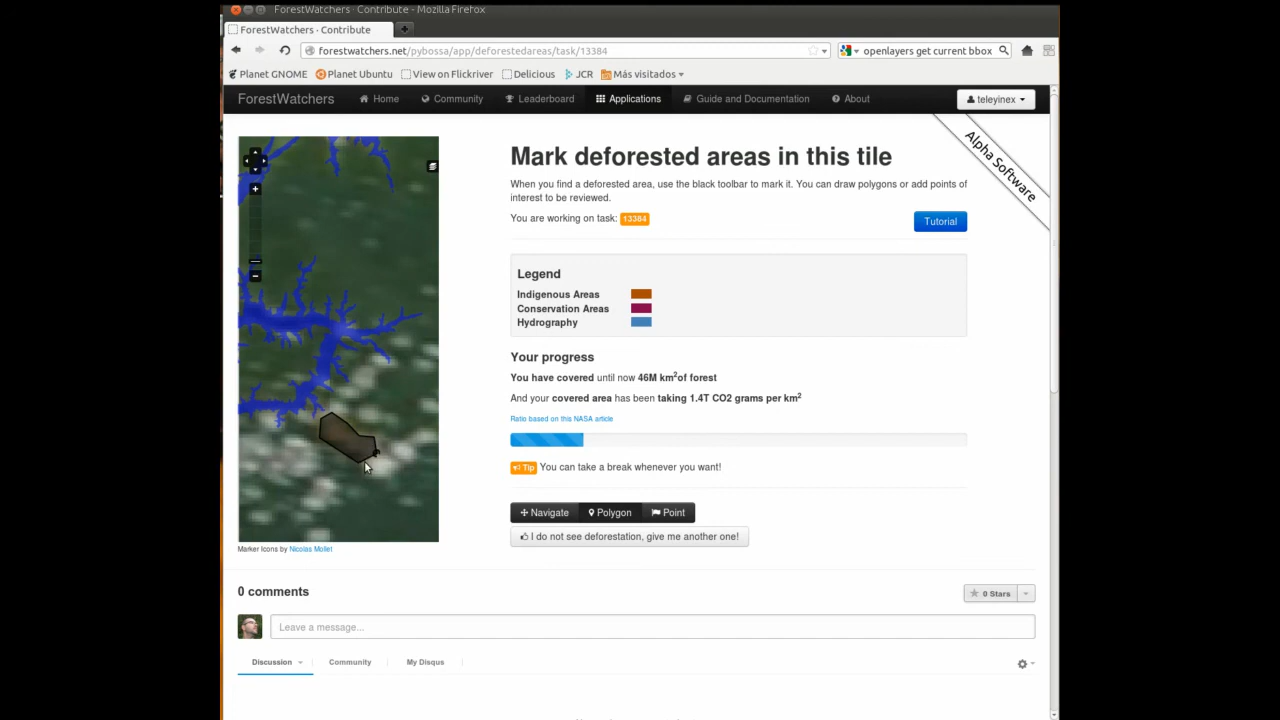 ForestWatchers · Contribute - Mozilla Firefox
ForestWatchers · Contribute
forestwatchers.net/pybossa/app/deforestedareas/task/13384
openlayers get current bbox
Planet GNOME
Planet Ubuntu
View on Flickriver
Delicious
JCR
Más visitados
ForestWatchers
Home
Community
Leaderboard
Applications
Guide and Documentation
About
teleyinex
Alpha Software
Mark deforested areas in this tile
When you find a deforested area, use the black toolbar to mark it. You can draw polygons or add points of
interest to be reviewed.
You are working on task: 13384
Tutorial
Legend
Indigenous Areas
Conservation Areas
Hydrography
Your progress
You have covered until now 46M km2of forest
And your covered area has been taking 1.4T CO2 grams per km2
Ratio based on this NASA article
Tip You can take a break whenever you want!
Navigate
Polygon
Point
I do not see deforestation, give me another one!
Marker Icons by Nicolas Mollet
0 comments
0 Stars
Leave a message...
Discussion
Community
My Disqus